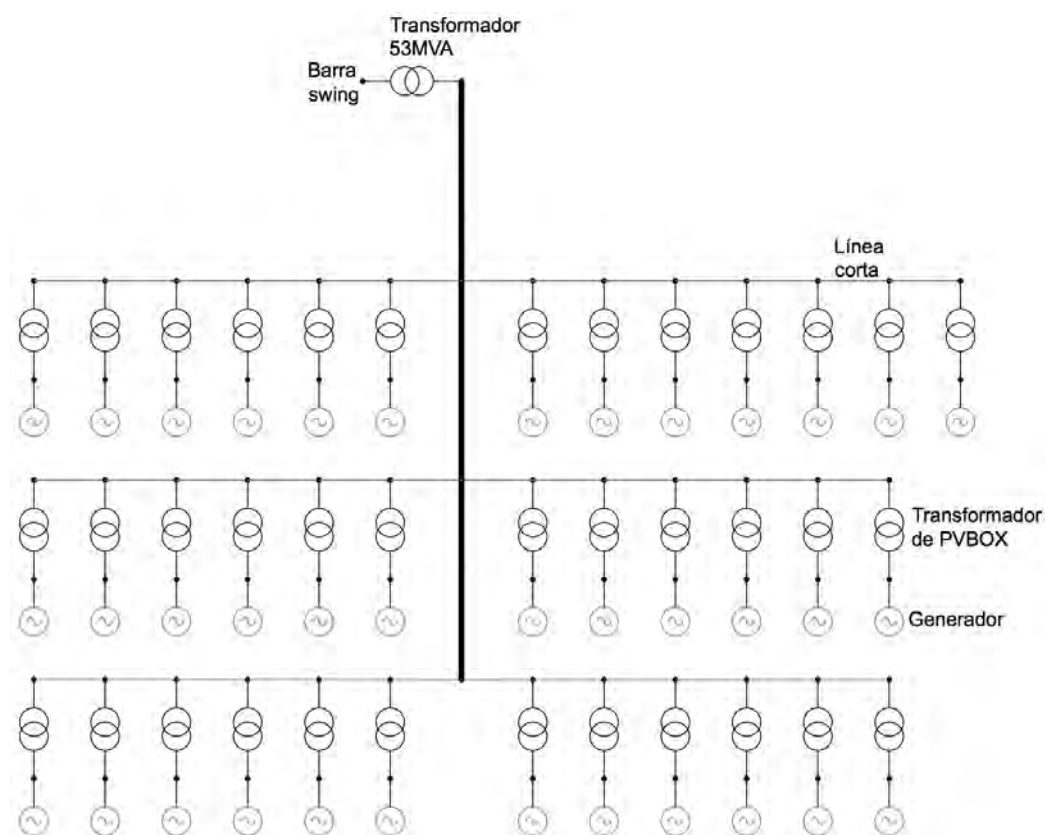 Transformador
53MVA
Barra
swing
Línea
corta
Transformador
de PVBOX
Generador